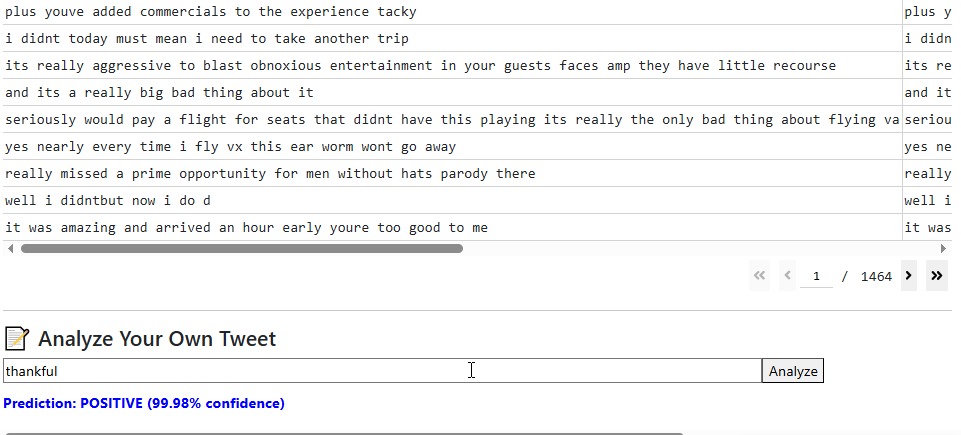 plus youve added commercials to the experience tacky plus y
i didnt today must mean i need to take another trip i didn
its really aggressive to blast obnoxious entertainment in your guests faces amp they have little recourse its re
and its a really big bad thing about it and it
seriously would pay a flight for seats that didnt have this playing its really the only bad thing about flying va seriou
yes nearly every time i fly vx this ear worm wont go away yes ne
really missed a prime opportunity for men without hats parody there really
well i didntbut now i do d well i
it was amazing and arrived an hour early youre too good to me it was
« ‹ 1 / 1464 › »
📝 Analyze Your Own Tweet
thankful Analyze
Prediction: POSITIVE (99.98% confidence)